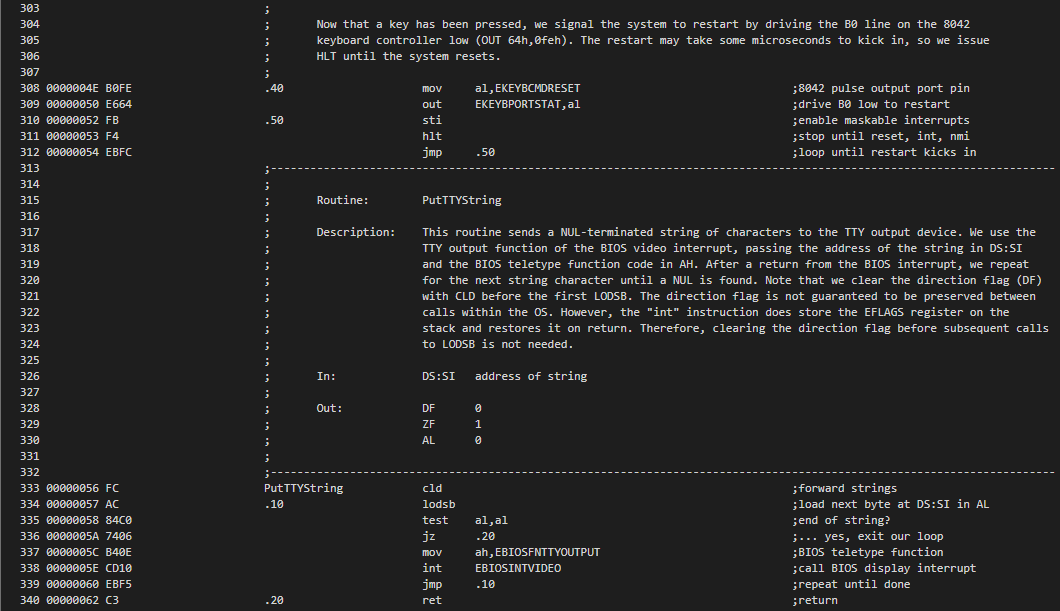 303 ;
304 ; Now that a key has been pressed, we signal the system to restart by driving the B0 line on the 8042
305 ; keyboard controller low (OUT 64h,0feh). The restart may take some microseconds to kick in, so we issue
306 ; HLT until the system resets.
307 ;
308 0000004E B0FE .40 mov al,EKEYBCMDRESET ;8042 pulse output port pin
309 00000050 E664 out EKEYBPORTSTAT,al ;drive B0 low to restart
310 00000052 FB .50 sti ;enable maskable interrupts
311 00000053 F4 hlt ;stop until reset, int, nmi
312 00000054 EBFC jmp .50 ;loop until restart kicks in
313 ;-----------------------------------------------------------------------------------------------------------------------
314 ;
315 ; Routine: PutTTYString
316 ;
317 ; Description: This routine sends a NUL-terminated string of characters to the TTY output device. We use the
318 ; TTY output function of the BIOS video interrupt, passing the address of the string in DS:SI
319 ; and the BIOS teletype function code in AH. After a return from the BIOS interrupt, we repeat
320 ; for the next string character until a NUL is found. Note that we clear the direction flag (DF)
321 ; with CLD before the first LODSB. The direction flag is not guaranteed to be preserved between
322 ; calls within the OS. However, the "int" instruction does store the EFLAGS register on the
323 ; stack and restores it on return. Therefore, clearing the direction flag before subsequent calls
324 ; to LODSB is not needed.
325 ;
326 ; In: DS:SI address of string
327 ;
328 ; Out: DF 0
329 ; ZF 1
330 ; AL 0
331 ;
332 ;-----------------------------------------------------------------------------------------------------------------------
333 00000056 FC PutTTYString cld ;forward strings
334 00000057 AC .10 lodsb ;load next byte at DS:SI in AL
335 00000058 84C0 test al,al ;end of string?
336 0000005A 7406 jz .20 ;... yes, exit our loop
337 0000005C B40E mov ah,EBIOSFNTTYOUTPUT ;BIOS teletype function
338 0000005E CD10 int EBIOSINTVIDEO ;call BIOS display interrupt
339 00000060 EBF5 jmp .10 ;repeat until done
340 00000062 C3 .20 ret ;return